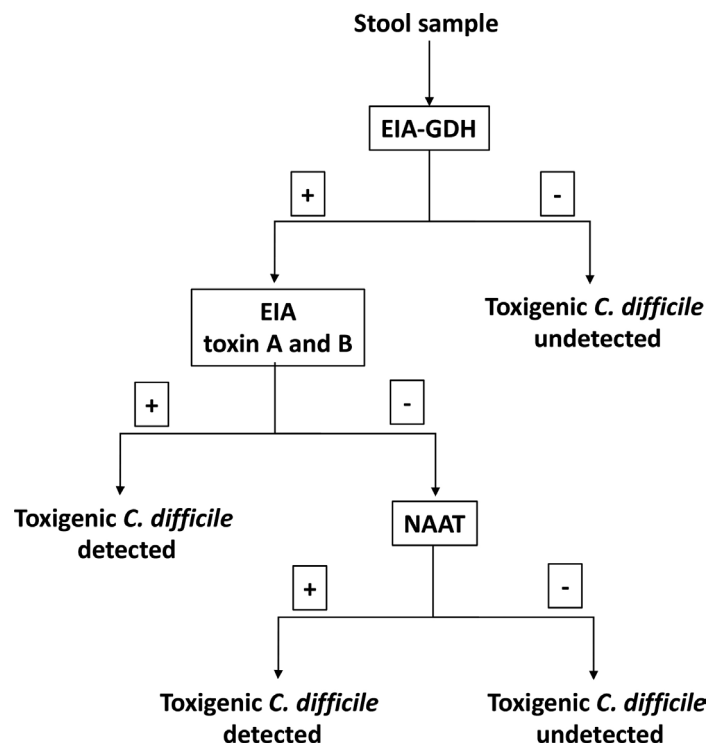 Stool sample
EIA-GDH
+
-
EIA
toxin A and B
Toxigenic C. difficile
undetected
+
-
Toxigenic C. difficile
detected
NAAT
+
-
Toxigenic C. difficile
detected
Toxigenic C. difficile
undetected